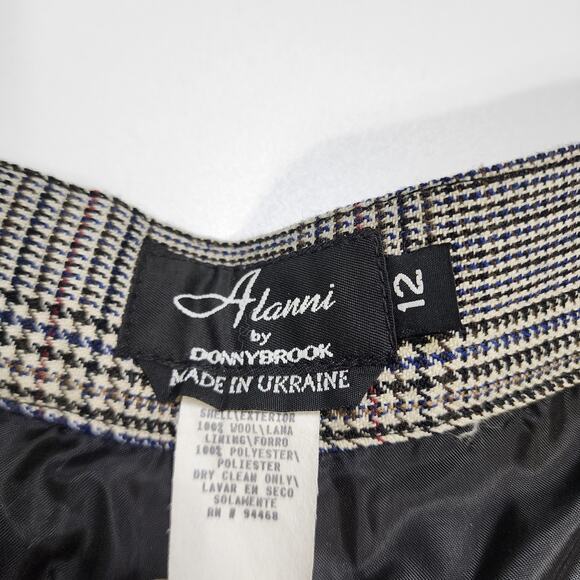 Alanni
by
DONNYBROOK
MADE IN UKRAINE
12
SHELL\EXTERIOR
100% WOOL\LANA
LINING\FORRO
100% POLYESTER\
POLIESTER
DRY CLEAN ONLY\
LAVAR EN SECO
SOLAMENTE
RN # 94468